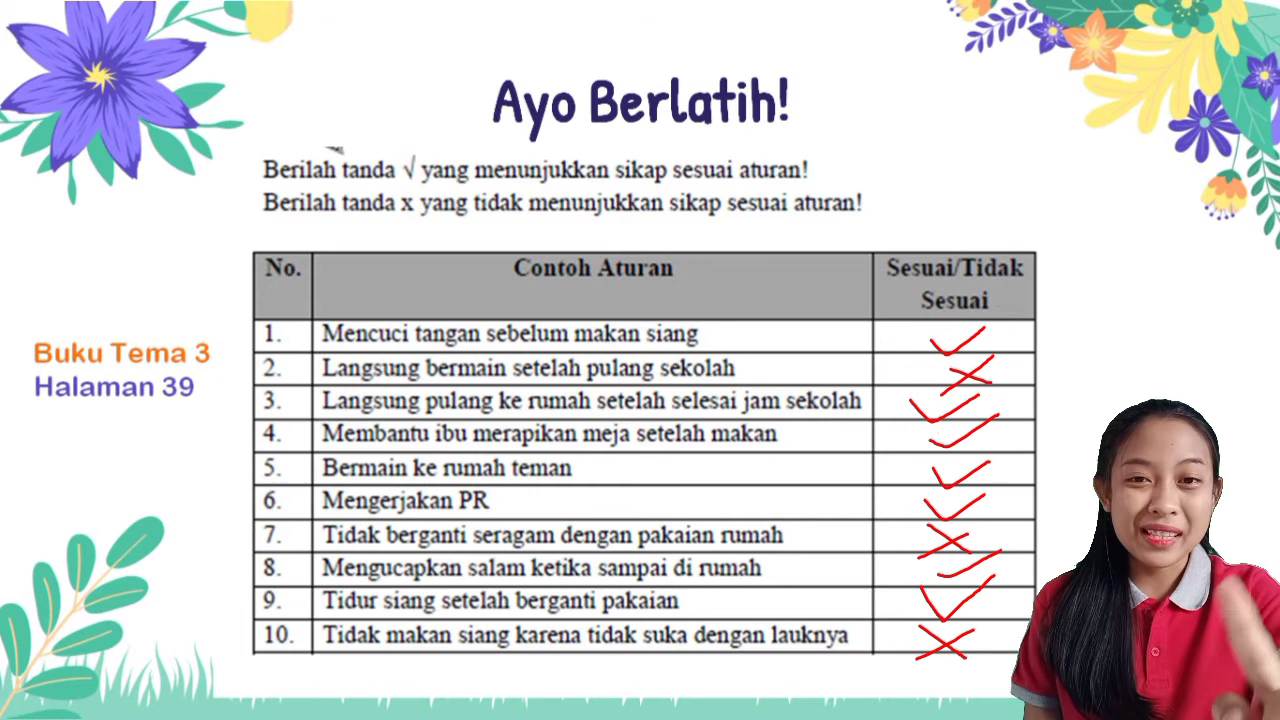 Ayo Berlatih!
Berilah tanda √ yang menunjukkan sikap sesuai aturan!
Berilah tanda x yang tidak menunjukkan sikap sesuai aturan!
Buku Tema 3
Halaman 39
No. Contoh Aturan Sesuai/Tidak Sesuai
1. Mencuci tangan sebelum makan siang ✓
2. Langsung bermain setelah pulang sekolah ✗
3. Langsung pulang ke rumah setelah selesai jam sekolah ✓
4. Membantu ibu merapikan meja setelah makan ✓
5. Bermain ke rumah teman ✓
6. Mengerjakan PR ✓
7. Tidak berganti seragam dengan pakaian rumah ✗
8. Mengucapkan salam ketika sampai di rumah ✓
9. Tidur siang setelah berganti pakaian ✓
10. Tidak makan siang karena tidak suka dengan lauknya ✗